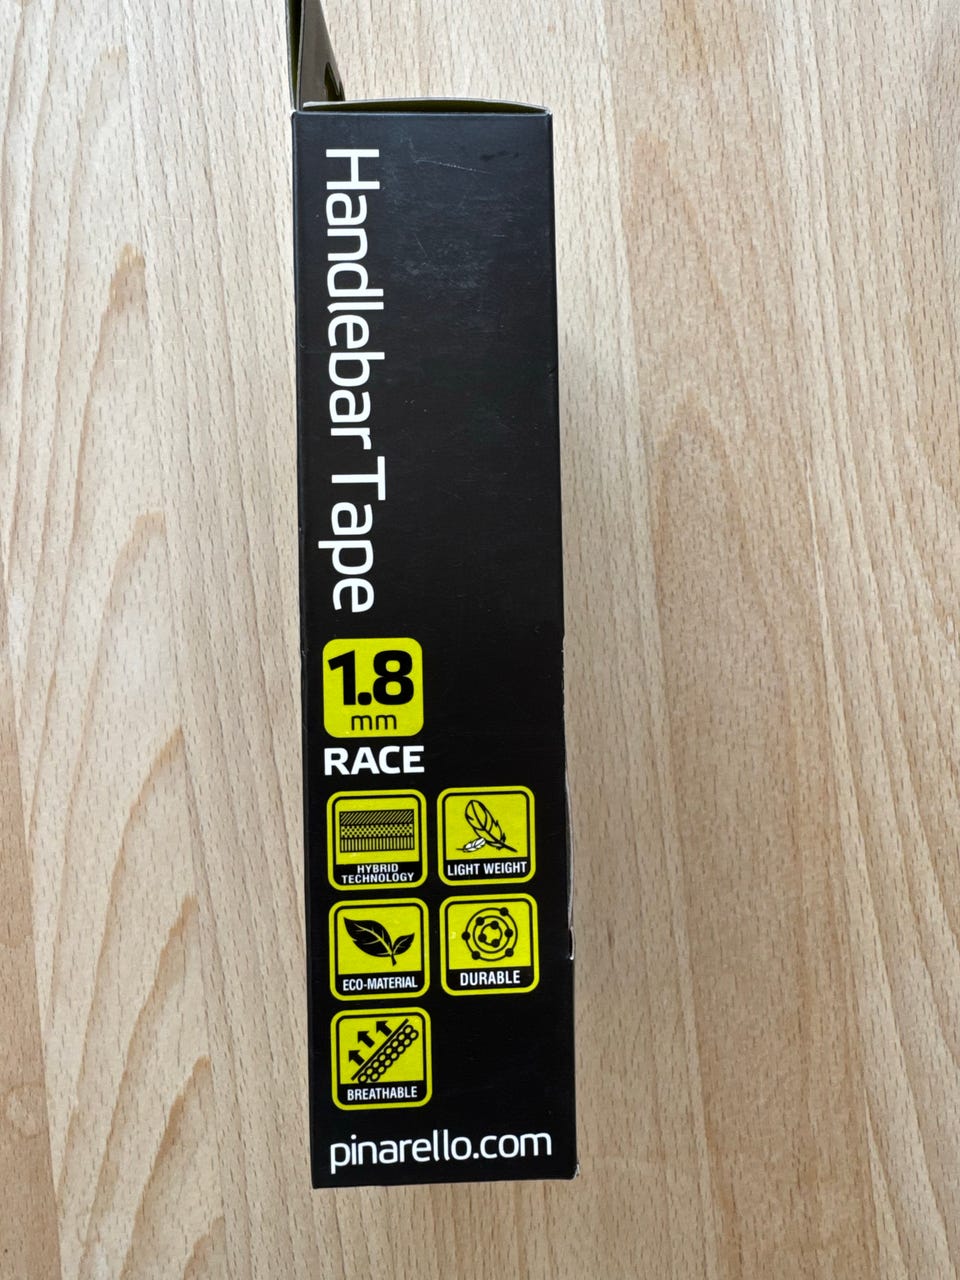 Handlebar Tape
1.8
mm
RACE
HYBRID
TECHNOLOGY
LIGHT WEIGHT
ECO-MATERIAL
DURABLE
BREATHABLE
pinarello.com